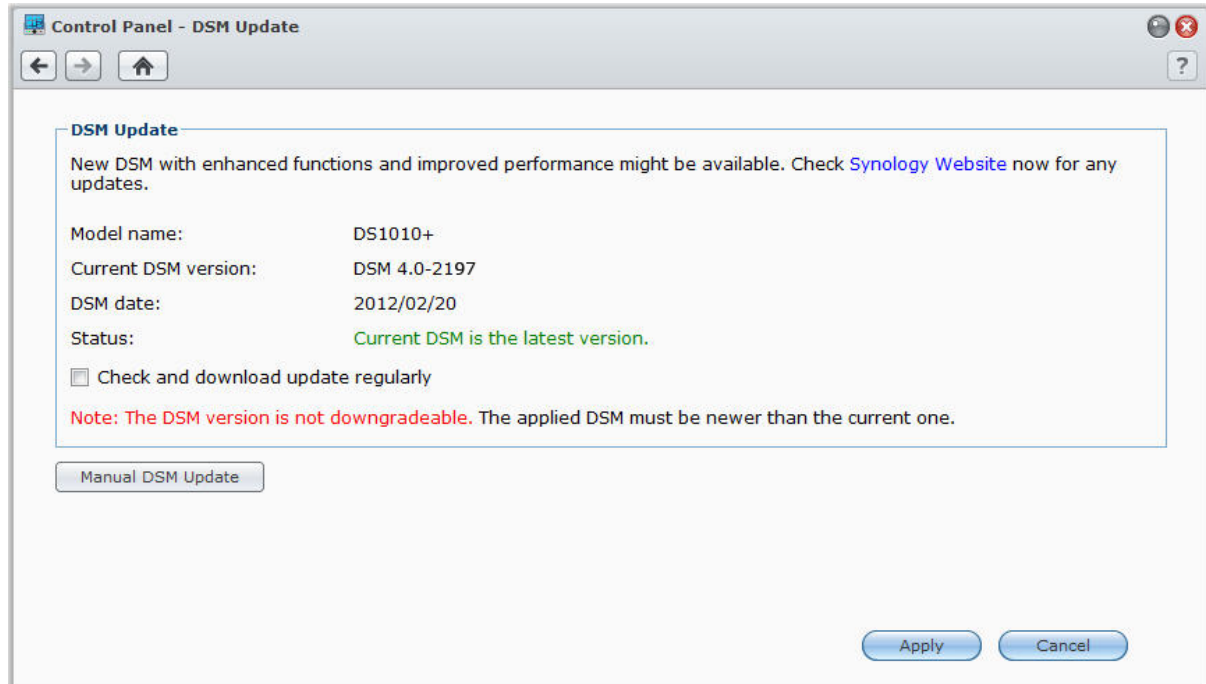 Control Panel - DSM Update
?
DSM Update
New DSM with enhanced functions and improved performance might be available. Check Synology Website now for any
updates.
Model name: DS1010+
Current DSM version: DSM 4.0-2197
DSM date: 2012/02/20
Status: Current DSM is the latest version.
Check and download update regularly
Note: The DSM version is not downgradeable. The applied DSM must be newer than the current one.
Manual DSM Update
Apply Cancel